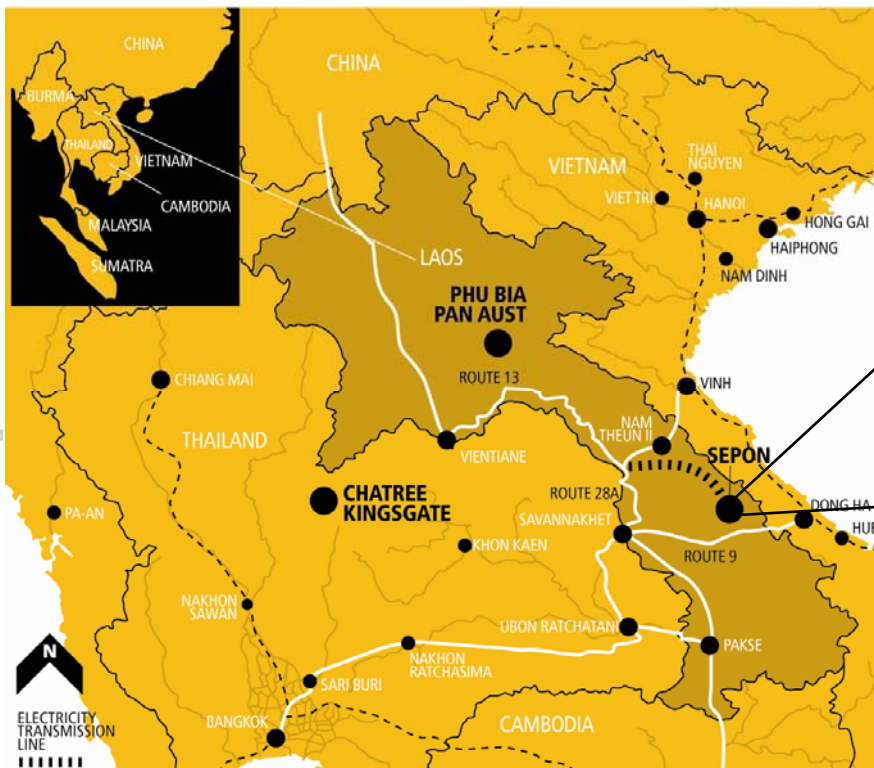 CHINA
BURMA
THAILAND
VIETNAM
CAMBODIA
MALAYSIA
SUMATRA
CHINA
VIETNAM
THAI
NGUYEN
VIET TRI
HANOI
HONG GAI
HAIPHONG
NAM DINH
LAOS
PHU BIA
PAN AUST
ROUTE 13
CHIANG MAI
VINH
THAILAND
NAM
THEUN II
VIENTIANE
SEPON
CHATREE
KINGSGATE
ROUTE 28A
PA-AN
SAVANNAKHET
DONG HA
HUE
KHON KAEN
ROUTE 9
NAKHON
SAWAN
UBON RATCHATANI
PAKSE
NAKHON
RATCHASIMA
SARI BURI
BANGKOK
CAMBODIA
N
ELECTRICITY
TRANSMISSION
LINE